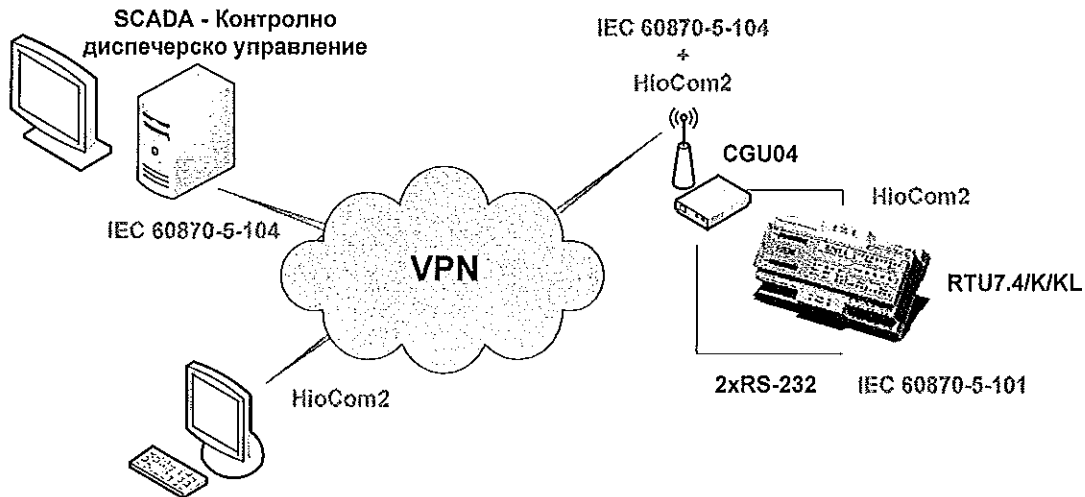 SCADA - Контролно
диспечерско управление
IEC 60870-5-104
IEC 60870-5-104
+
HioCom2
CGU04
HioCom2
VPN
RTU7.4/K/KL
HioCom2
2xRS-232
IEC 60870-5-101